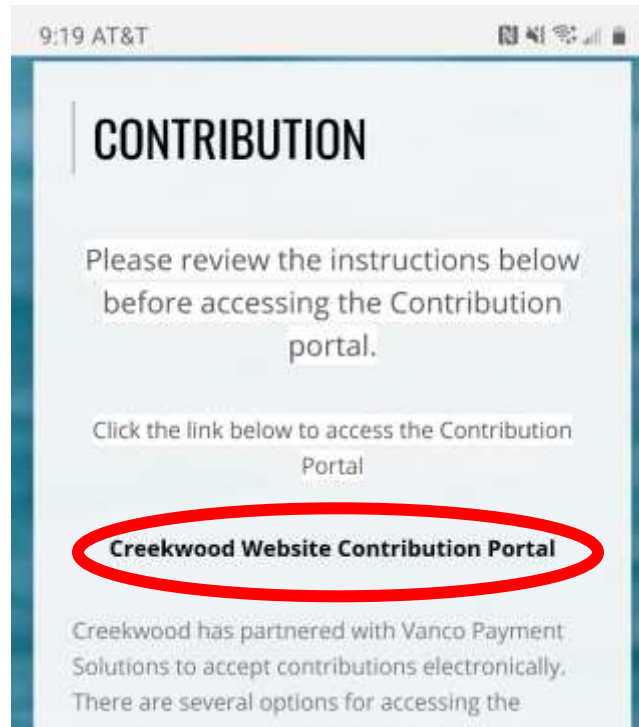 9:19 AT&T
CONTRIBUTION
Please review the instructions below
before accessing the Contribution
portal.
Click the link below to access the Contribution
Portal
Creekwood Website Contribution Portal
Creekwood has partnered with Vanco Payment
Solutions to accept contributions electronically.
There are several options for accessing the